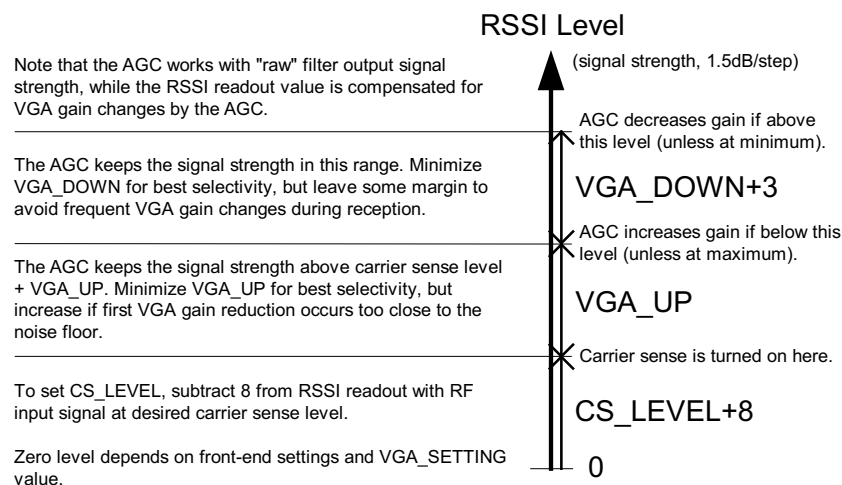 RSSI Level
(signal strength, 1.5dB/step)
Note that the AGC works with "raw" filter output signal
strength, while the RSSI readout value is compensated for
VGA gain changes by the AGC.
AGC decreases gain if above
this level (unless at minimum).
The AGC keeps the signal strength in this range. Minimize
VGA_DOWN for best selectivity, but leave some margin to
avoid frequent VGA gain changes during reception.
VGA_DOWN+3
AGC increases gain if below this
level (unless at maximum).
The AGC keeps the signal strength above carrier sense level
+ VGA_UP. Minimize VGA_UP for best selectivity, but
increase if first VGA gain reduction occurs too close to the
noise floor.
VGA_UP
Carrier sense is turned on here.
To set CS_LEVEL, subtract 8 from RSSI readout with RF
input signal at desired carrier sense level.
CS_LEVEL+8
Zero level depends on front-end settings and VGA_SETTING
value.
0